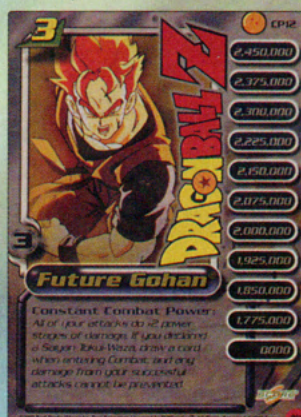 3
CP12
DRAGON BALL Z
2,450,000
2,375,000
2,300,000
2,225,000
2,150,000
2,075,000
2,000,000
1,925,000
1,850,000
1,775,000
0000
3
Future Gohan
Constant Combat Power:
All of your attacks do +2 power
stages of damage. If you declared
a Saiyan Tokui-Waza, draw a card
when entering Combat, and any
damage from your successful
attacks cannot be prevented.